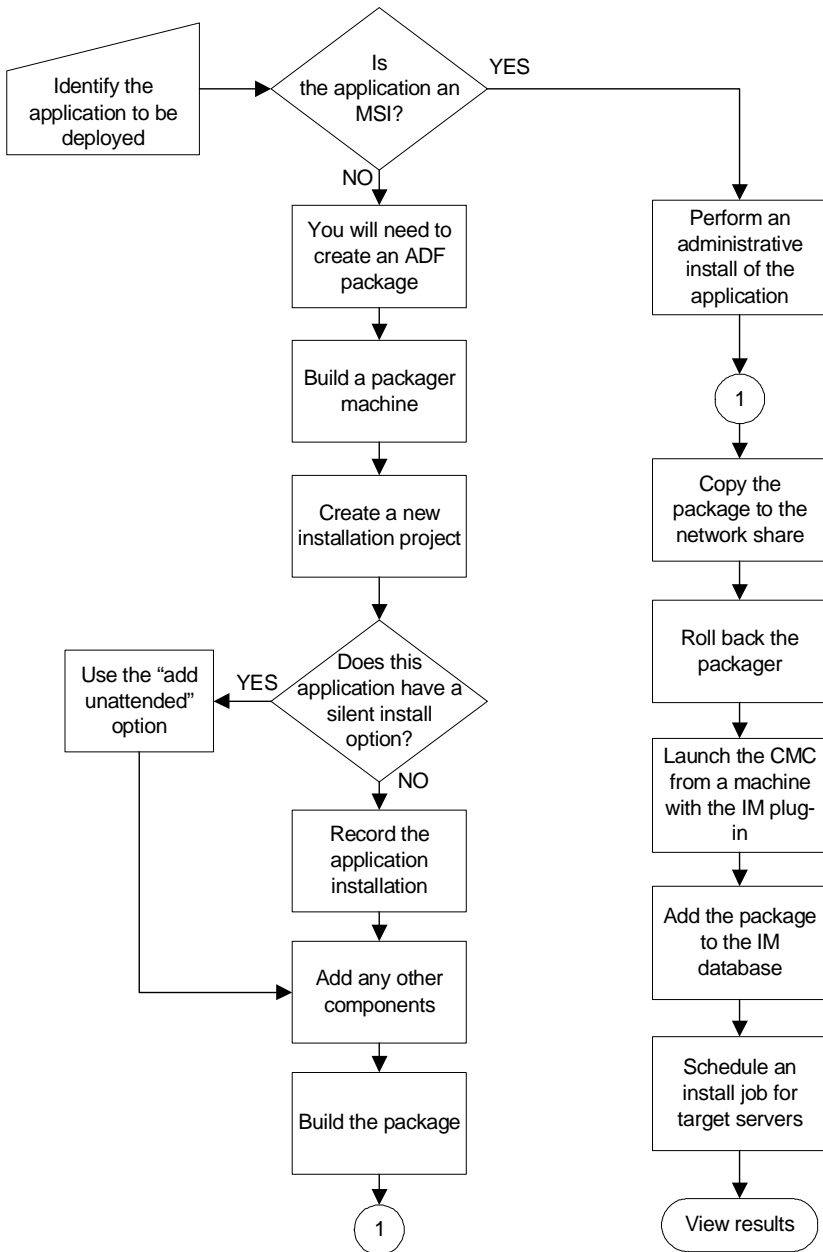 Identify the
application to be
deployed
Is
the application an
MSI?
YES
NO
You will need to
create an ADF
package
Build a packager
machine
Create a new
installation project
Does this
application have a
silent install
option?
YES
Use the “add
unattended”
option
NO
Record the
application
installation
Add any other
components
Build the package
1
Perform an
administrative
install of the
application
1
Copy the
package to the
network share
Roll back the
packager
Launch the CMC
from a machine
with the IM plug-
in
Add the package
to the IM
database
Schedule an
install job for
target servers
View results